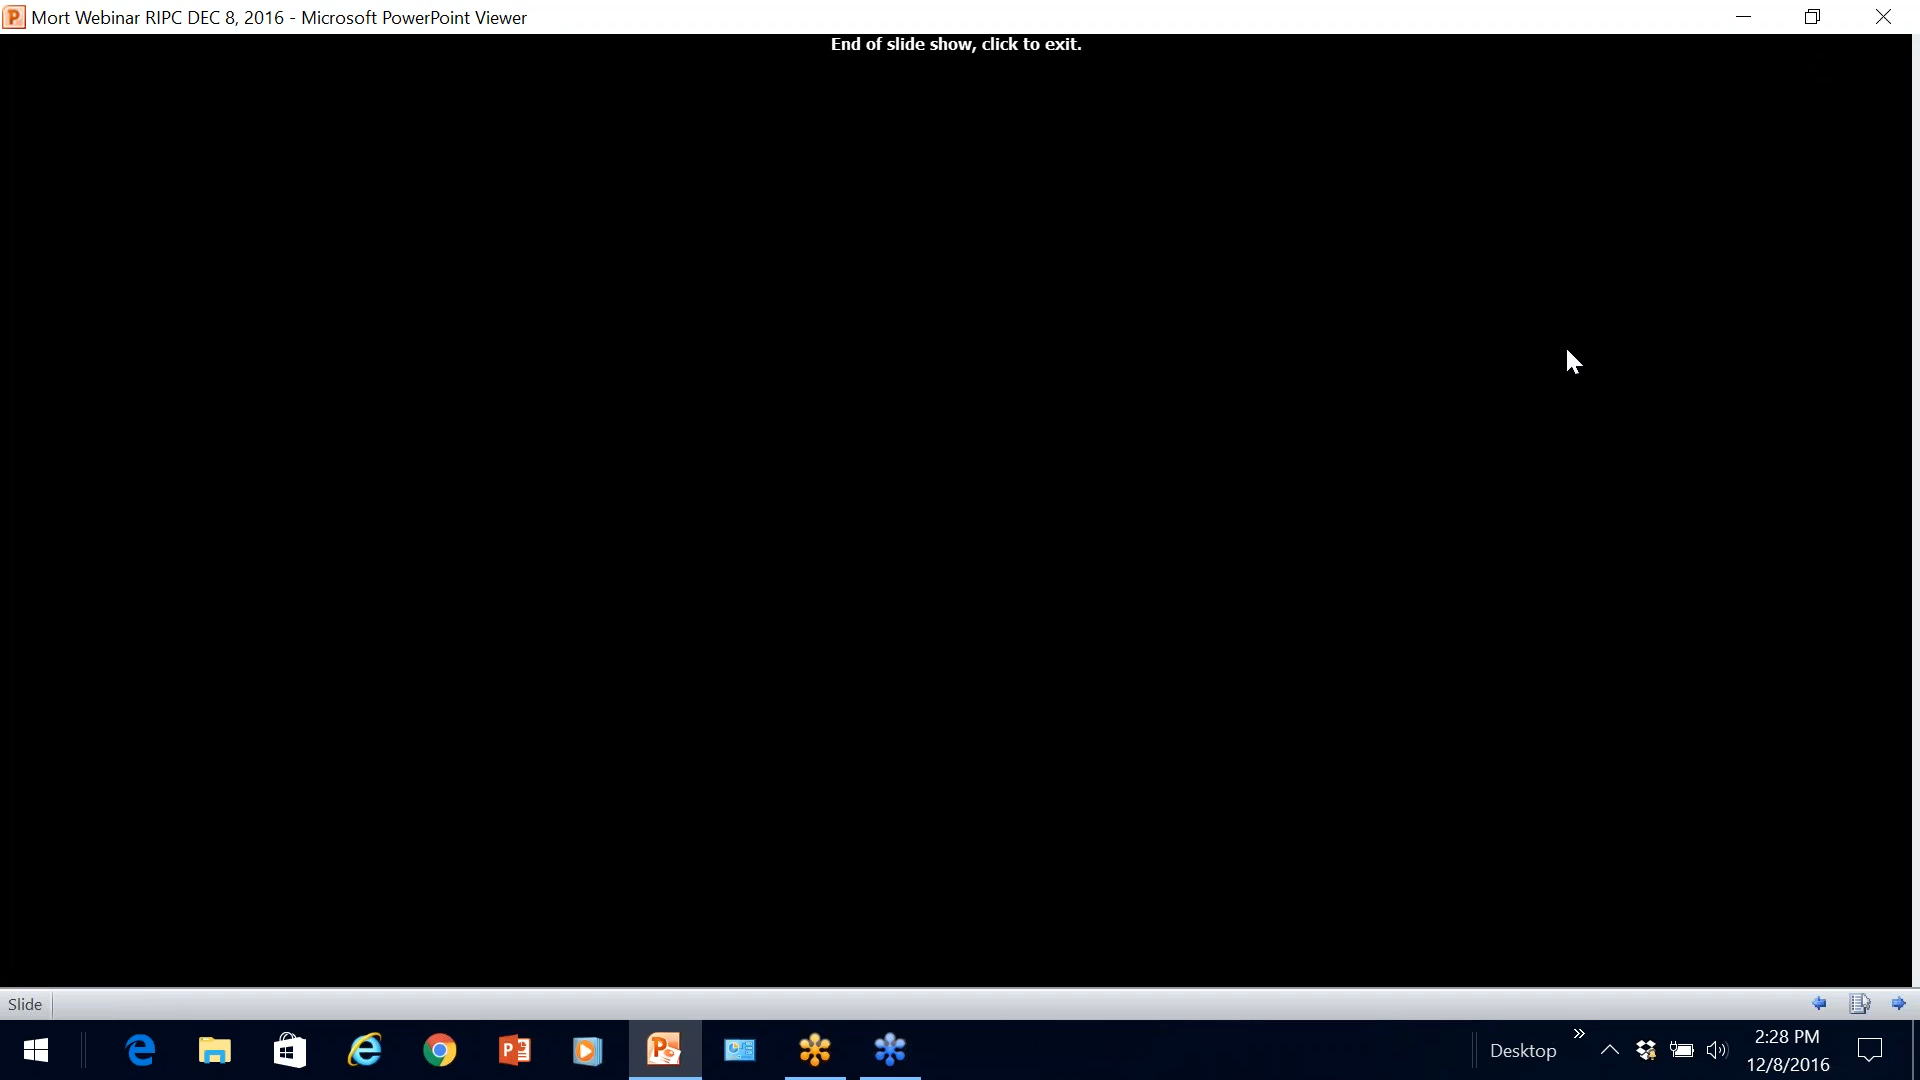 Mort Webinar RIPC DEC 8, 2016 - Microsoft PowerPoint Viewer
End of slide show, click to exit.
Slide
Desktop
2:28 PM
12/8/2016